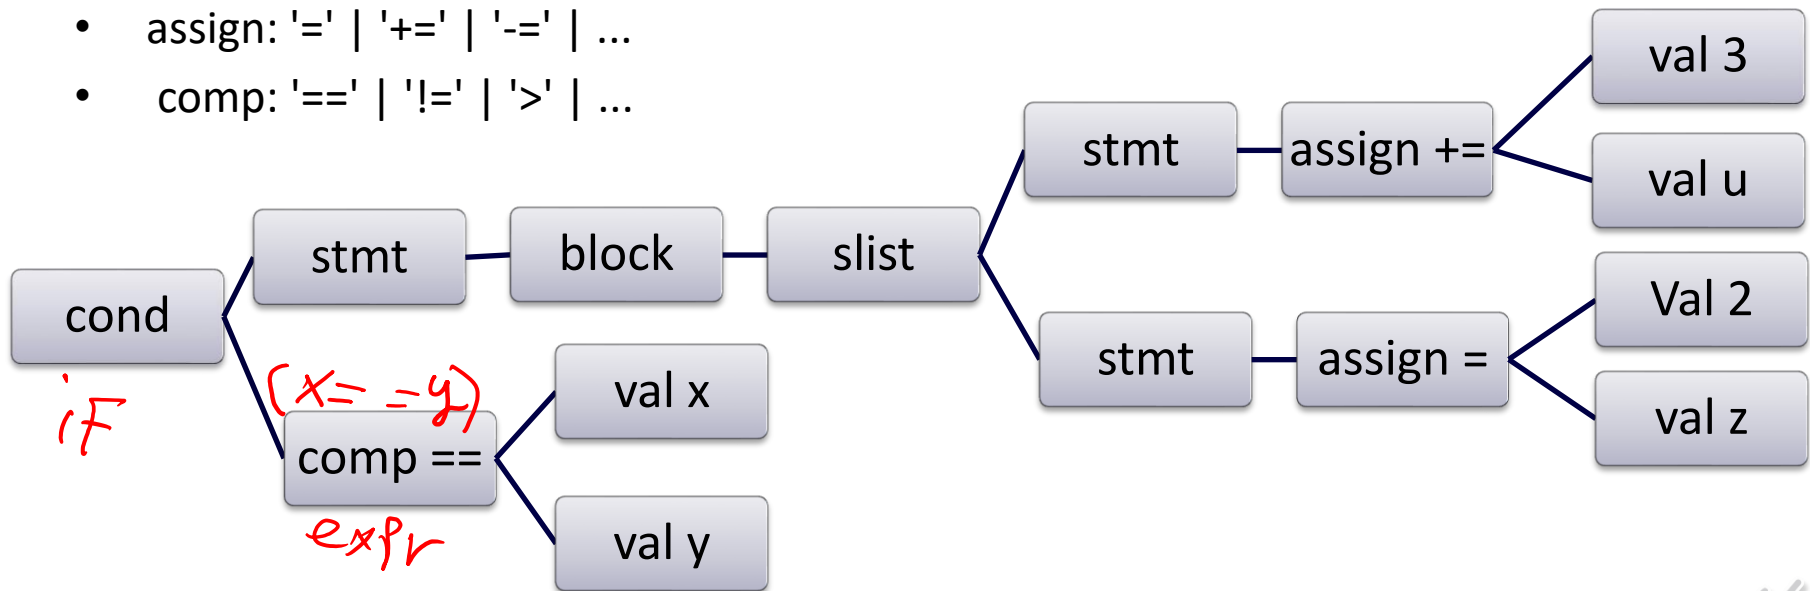 • assign: '=' | '+=' | '-=' | ...
• comp: '==' | '!=' | '>' | ...
val 3
stmt
assign +=
val u
stmt
block
slist
cond
Val 2
stmt
assign =
val z
if
(x==y)
val x
comp ==
expr
val y